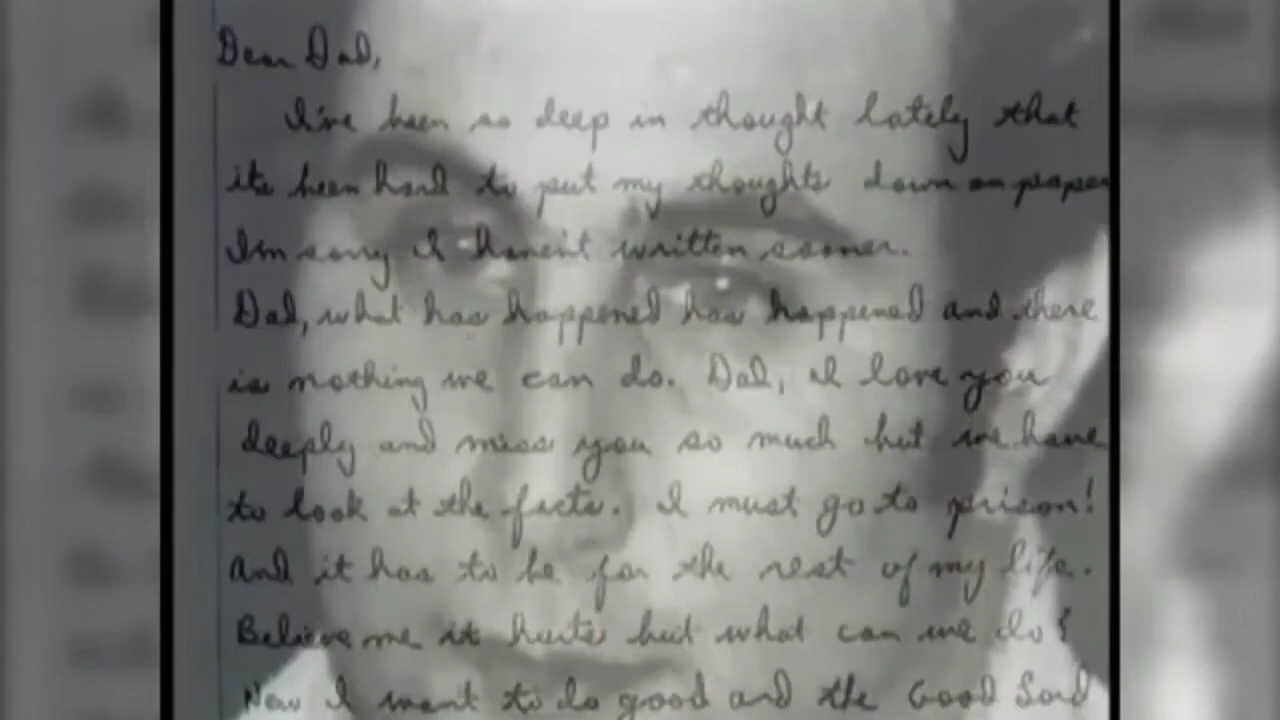 Dear Dad,
I've been so deep in thought lately that
its been hard to put my thoughts down on paper
I'm sorry I haven't written sooner.
Dad, what has happened has happened and there
is nothing we can do. Dad, I love you
deeply and miss you so much but we have
to look at the facts. I must go to prison!
And it has to be for the rest of my life.
Believe me it hurts but what can we do?
Now I want to do good and the Good Lord